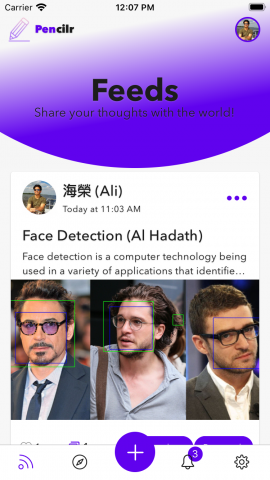 Carrier
12:07 PM
Pencilr
Feeds
Share your thoughts with the world!
海榮 (Ali)
Today at 11:03 AM
Face Detection (Al Hadath)
Face detection is a computer technology being
used in a variety of applications that identifie...
3